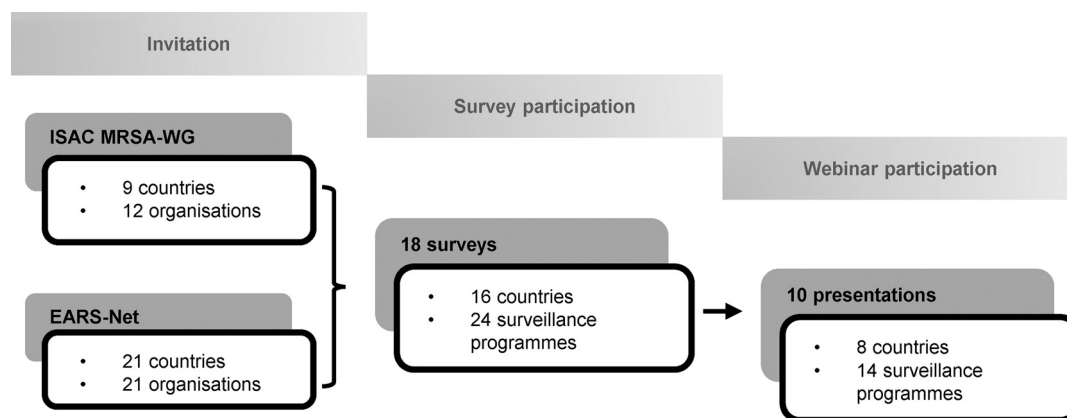 Invitation
Survey participation
Webinar participation
ISAC MRSA-WG
• 9 countries
• 12 organisations
EARS-Net
• 21 countries
• 21 organisations
18 surveys
• 16 countries
• 24 surveillance
programmes
10 presentations
• 8 countries
• 14 surveillance
programmes